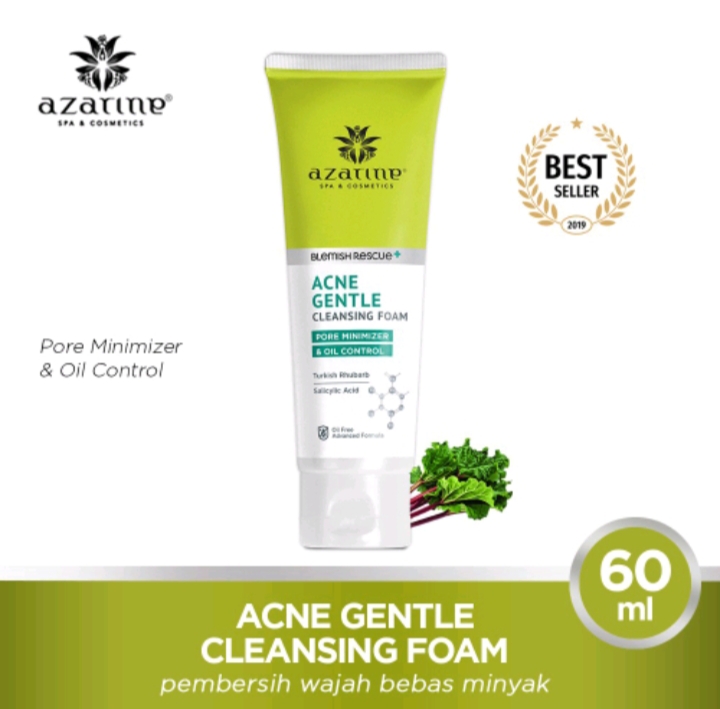 azarine®
SPA & COSMETICS
azarine®
SPA & COSMETICS
BLEMISH RESCUE+
ACNE
GENTLE
CLEANSING FOAM
PORE MINIMIZER
& OIL CONTROL
Turkish Rhubarb
Salicylic Acid
Oil Free
Advanced Formula
BEST
SELLER
2019
Pore Minimizer
& Oil Control
60
ml
ACNE GENTLE
CLEANSING FOAM
pembersih wajah bebas minyak